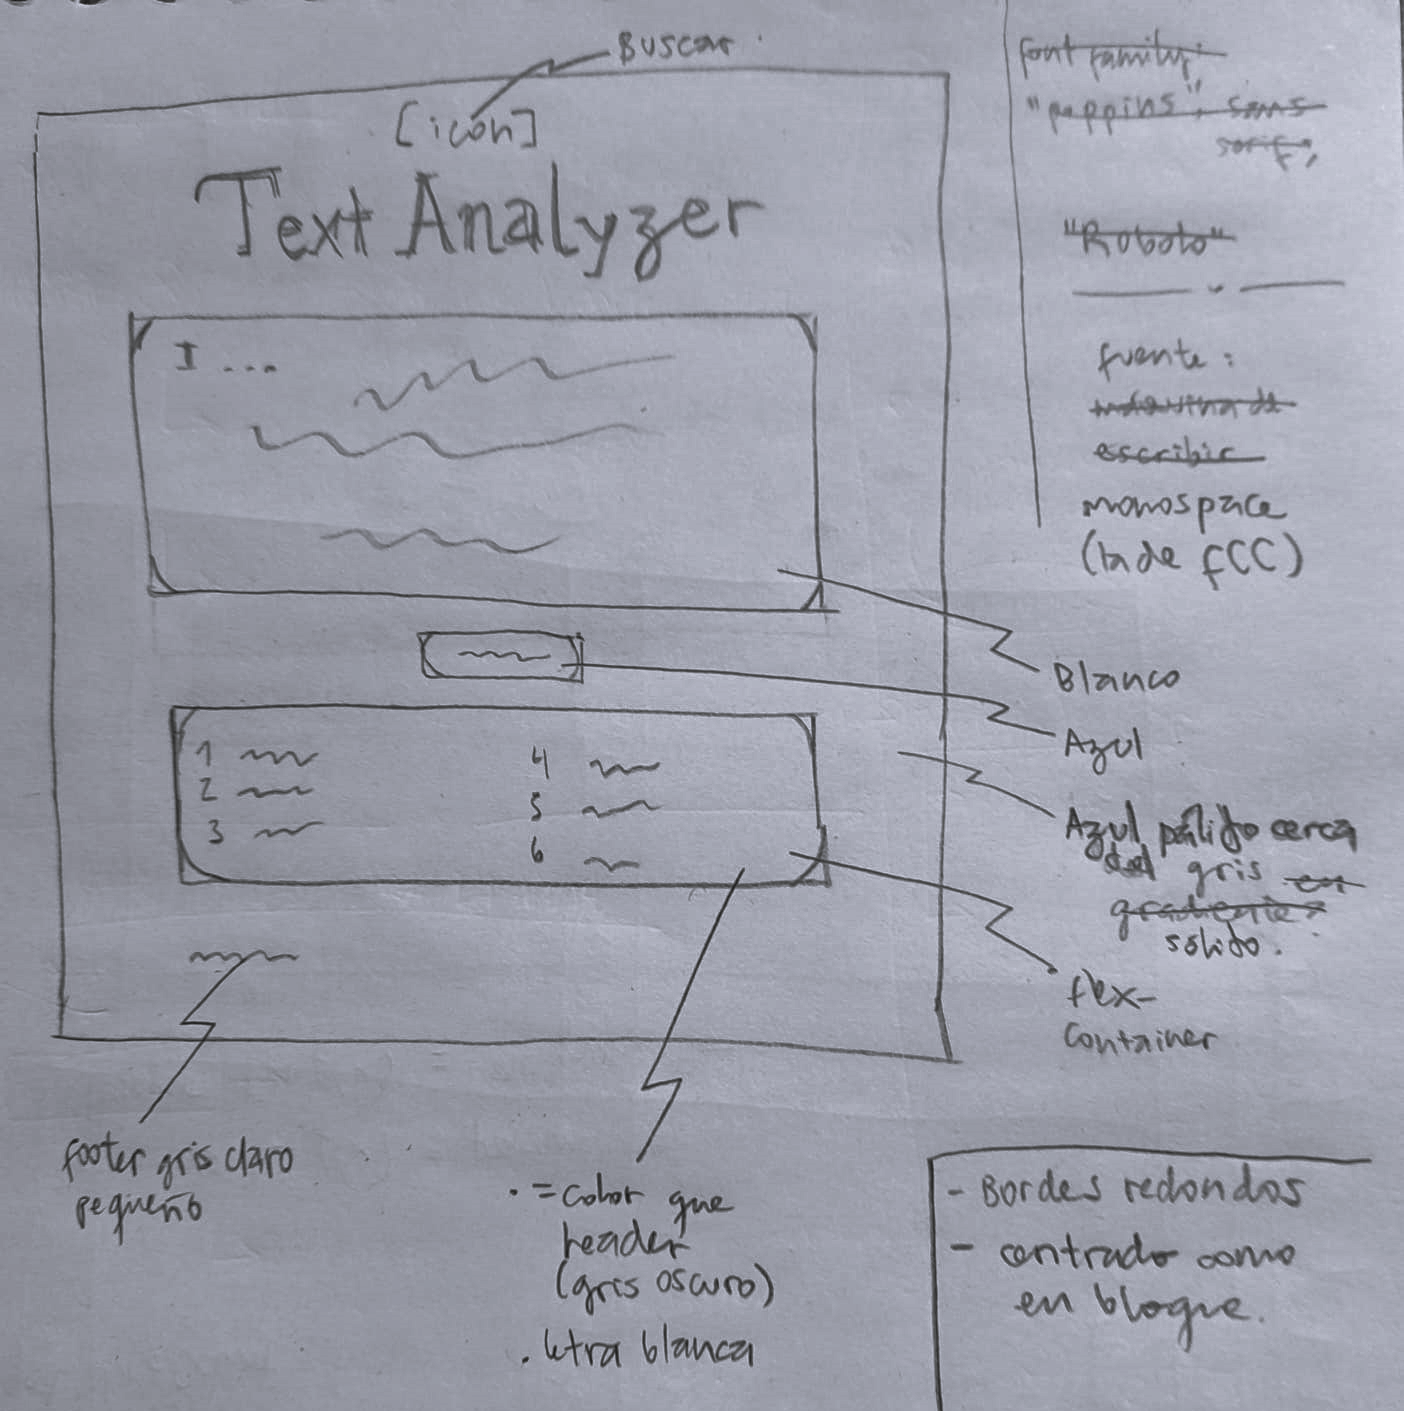 Buscar
[icon]
Text Analyzer
I ...
1
2
3
4
5
6
font family:
"poppins", sans
serif;
"Roboto"
fuente:
máquina de
escribir
monospace
(la de fCC)
Blanco
Azul
Azul pálido cerca
del gris en
gradiente?
sólido.
flex-
container
footer gris claro
pequeño
. = color que
header
(gris oscuro)
. letra blanca
- Bordes redondos
- centrado como
en bloque.